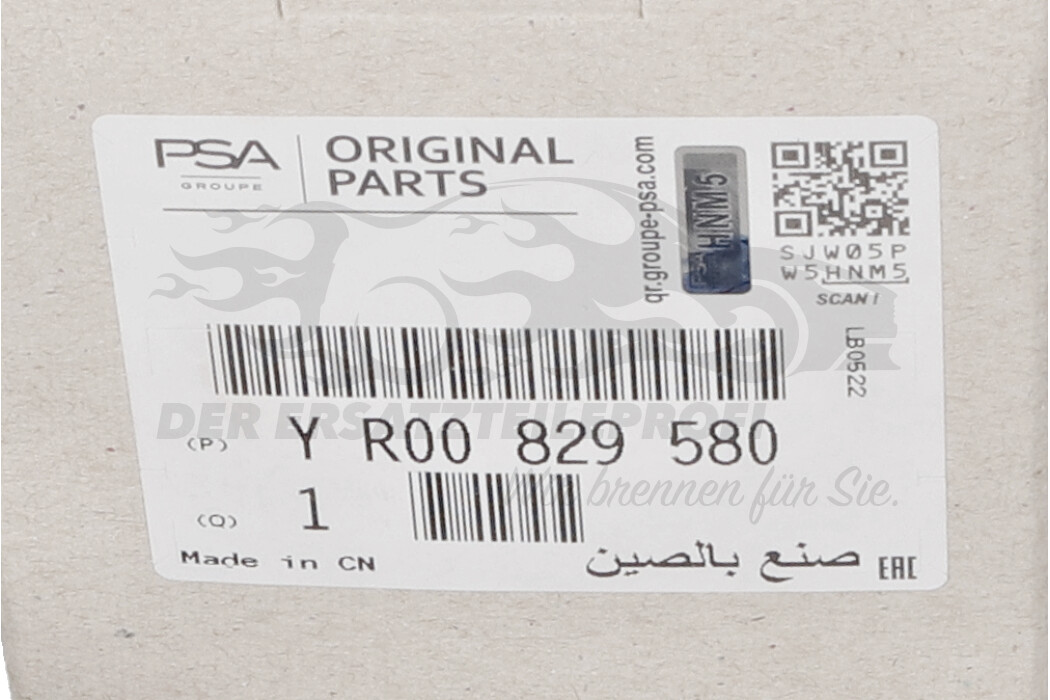 PSA
GROUPE
ORIGINAL
PARTS
qr.groupe-psa.com
PSA HNM5
SJW05P
W5HNM5
SCAN!
LB0522
DER ERSATZTEILEPROFI
(P) Y R00 829 580
Wir brennen für Sie.
(Q) 1
Made in CN
صنع بالصين
EAC